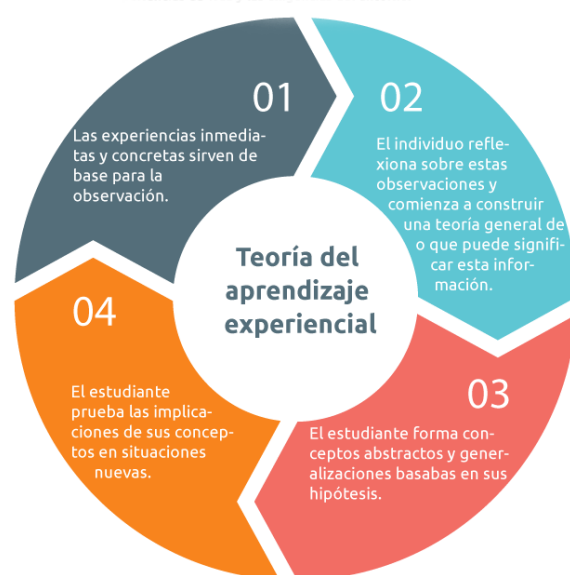 01
Las experiencias inmedia-
tas y concretas sirven de
base para la
observación.
02
El individuo refle-
xiona sobre estas
observaciones y
comienza a construir
una teoría general de
o que puede signifi-
car esta infor-
mación.
Teoría del
aprendizaje
experiencial
03
El estudiante forma con-
ceptos abstractos y gener-
alizaciones basabas en sus
hipótesis.
04
El estudiante
prueba las implica-
ciones de sus concep-
tos en situaciones
nuevas.